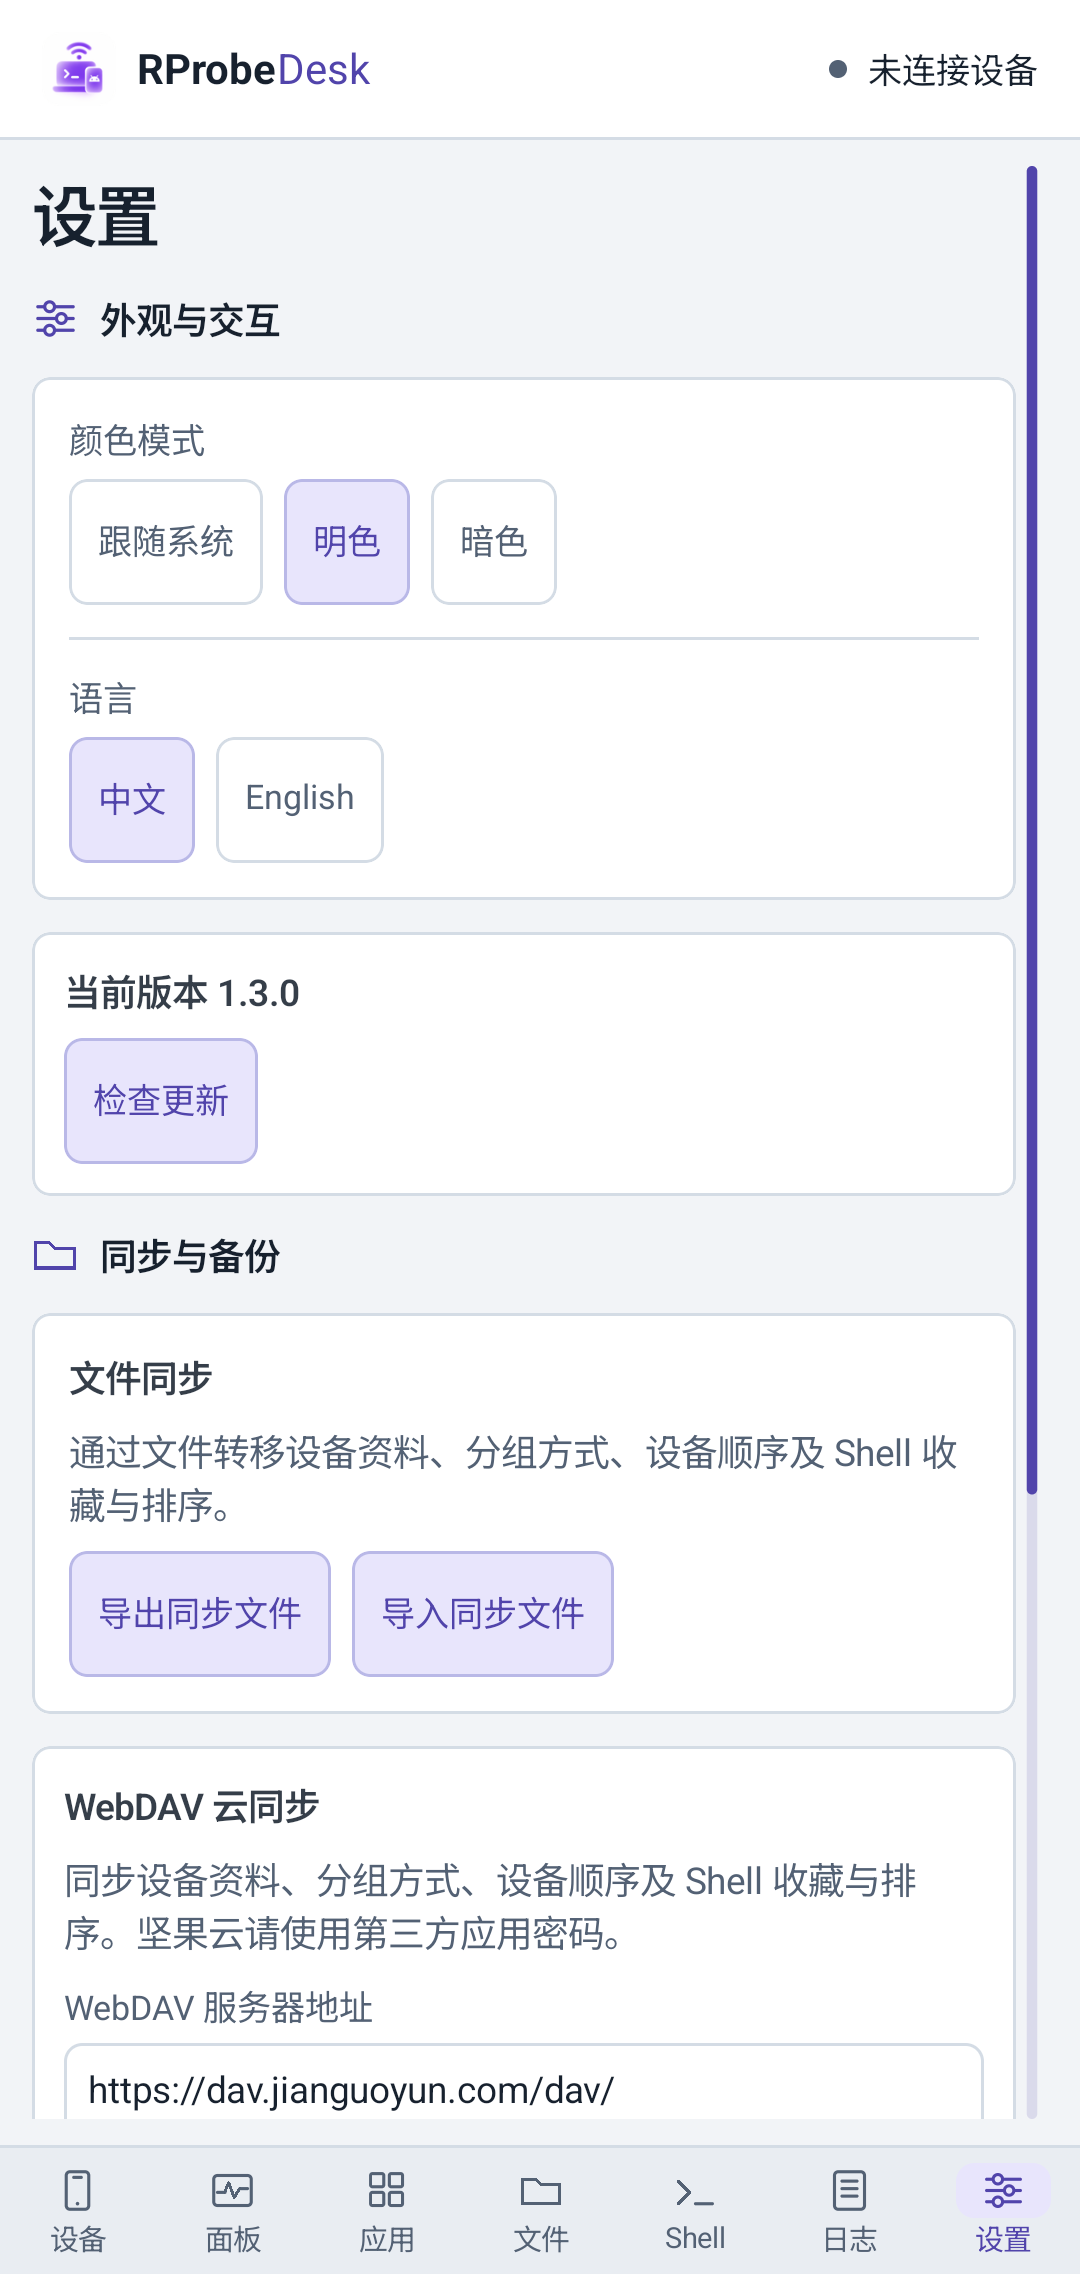 RProbeDesk
未连接设备
设置
外观与交互
颜色模式
跟随系统 明色 暗色
语言
中文 English
当前版本 1.3.0
检查更新
同步与备份
文件同步
通过文件转移设备资料、分组方式、设备顺序及 Shell 收
藏与排序。
导出同步文件 导入同步文件
WebDAV 云同步
同步设备资料、分组方式、设备顺序及 Shell 收藏与排
序。坚果云请使用第三方应用密码。
WebDAV 服务器地址
https://dav.jianguoyun.com/dav/
设备 面板 应用 文件 Shell 日志 设置